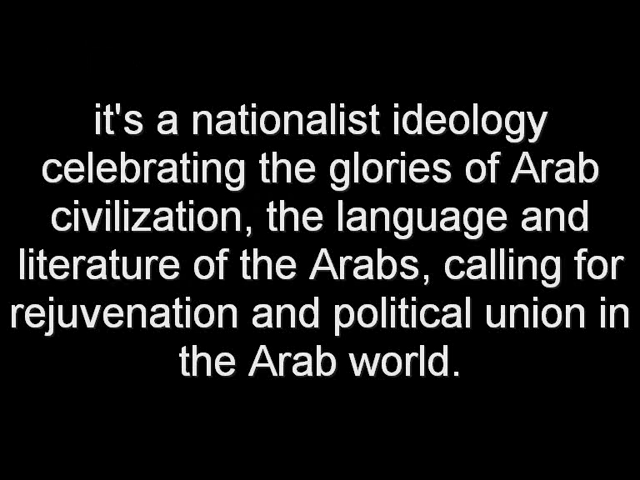 it's a nationalist ideology
celebrating the glories of Arab
civilization, the language and
literature of the Arabs, calling for
rejuvenation and political union in
the Arab world.